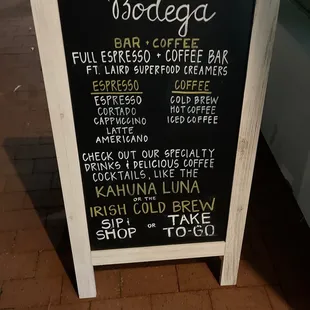 Bodega
BAR + COFFEE
FULL ESPRESSO + COFFEE BAR
FT. LAIRD SUPERFOOD CREAMERS
ESPRESSO
ESPRESSO
CORTADO
CAPPUCCINO
LATTE
AMERICANO
COFFEE
COLD BREW
HOT COFFEE
ICED COFFEE
CHECK OUT OUR SPECIALTY
DRINKS + DELICIOUS COFFEE
COCKTAILS, LIKE THE
KAHUNA LUNA
OR THE
IRISH COLD BREW
SIP +
SHOP
OR
TAKE
TO-GO